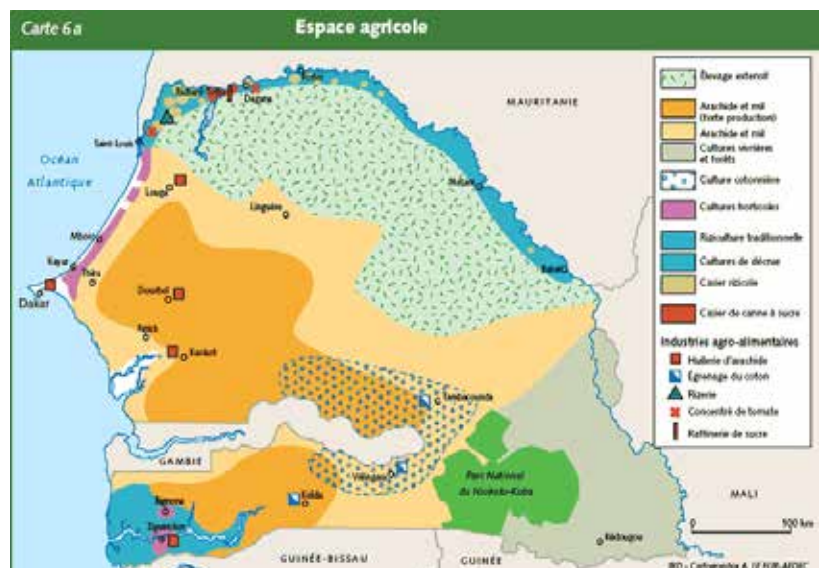 Carte 6a
Espace agricole
MAURITANIE
Océan
Atlantique
Saint-Louis
Dagana
Louga
Linguère
Matam
Mboro
Kayar
Thiès
Dakar
Diourbel
Fatick
Kaolack
Bakel
Tambacounda
GAMBIE
Vélingara
Kolda
Ziguinchor
Parc National
du Niokolo-Koba
Kédougou
MALI
GUINÉE-BISSAU
GUINÉE
0 100 km
Élevage extensif
Arachide et mil
(forte production)
Arachide et mil
Cultures vivrières
et forêts
Culture cotonnière
Cultures horticoles
Riziculture traditionnelle
Cultures de décrue
Casier rizicole
Casier de canne à sucre
Industries agro-alimentaires
Huilerie d'arachide
Égrenage du coton
Rizerie
Concentré de tomate
Raffinerie de sucre